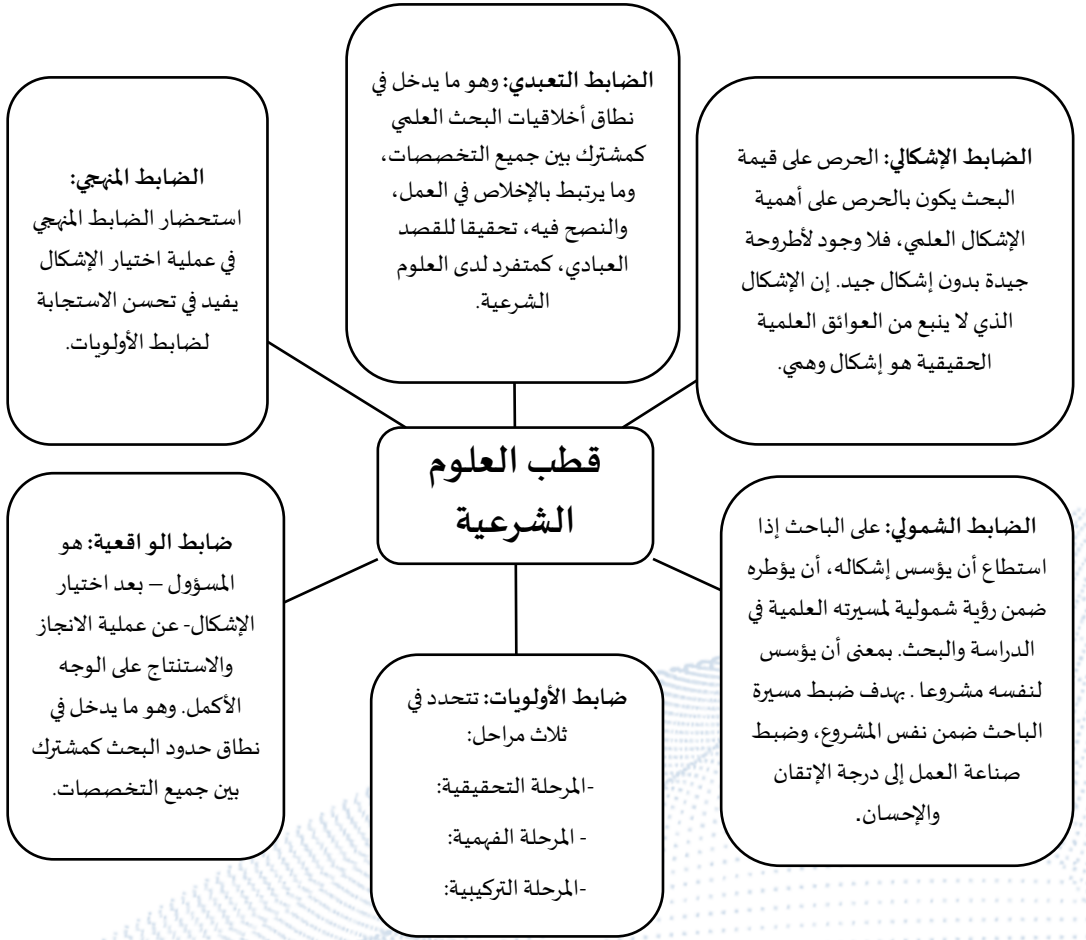 الضابط التعبدي: وهو ما يدخل في
نطاق أخلاقيات البحث العلمي
كمشترك بين جميع التخصصات،
وما يرتبط بالإخلاص في العمل،
والنصح فيه، تحقيقا للقصد
العبادي، كمتفرد لدى العلوم
الشرعية.
الضابط الإشكالي: الحرص على قيمة
البحث يكون بالحرص على أهمية
الإشكال العلمي، فلا وجود لأطروحة
جيدة بدون إشكال جيد. إن الإشكال
الذي لا ينبع من العوائق العلمية
الحقيقية هو إشكال وهمي.
الضابط المنهجي:
استحضار الضابط المنهجي
في عملية اختيار الإشكال
يفيد في تحسن الاستجابة
لضابط الأولويات.
قطب العلوم
الشرعية
الضابط الشمولي: على الباحث إذا
استطاع أن يؤسس إشكاله، أن يؤطره
ضمن رؤية شمولية لمسيرته العلمية في
الدراسة والبحث. بمعنى أن يؤسس
لنفسه مشروعا . بهدف ضبط مسيرة
الباحث ضمن نفس المشروع، وضبط
صناعة العمل إلى درجة الإتقان
والإحسان.
ضابط الواقعية: هو
المسؤول – بعد اختيار
الإشكال- عن عملية الانجاز
والاستنتاج على الوجه
الأكمل. وهو ما يدخل في
نطاق حدود البحث كمشترك
بين جميع التخصصات.
ضابط الأولويات: تتحدد في
ثلاث مراحل:
-المرحلة التحقيقية:
- المرحلة الفهمية:
-المرحلة التركيبية: